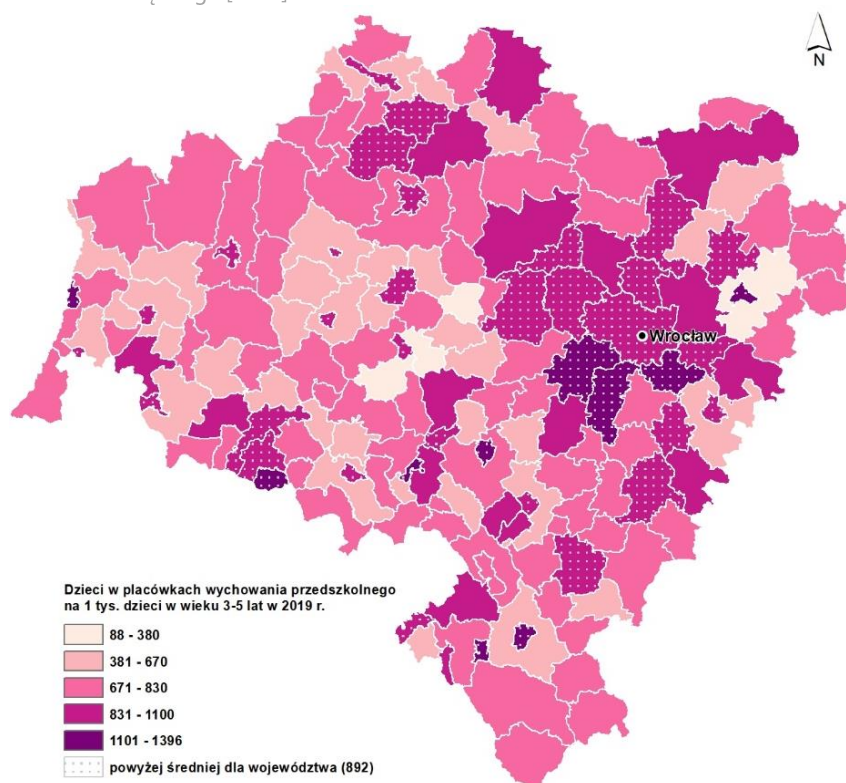 N
Wrocław
Dzieci w placówkach wychowania przedszkolnego
na 1 tys. dzieci w wieku 3-5 lat w 2019 r.
88 - 380
381 - 670
671 - 830
831 - 1100
1101 - 1396
powyżej średniej dla województwa (892)